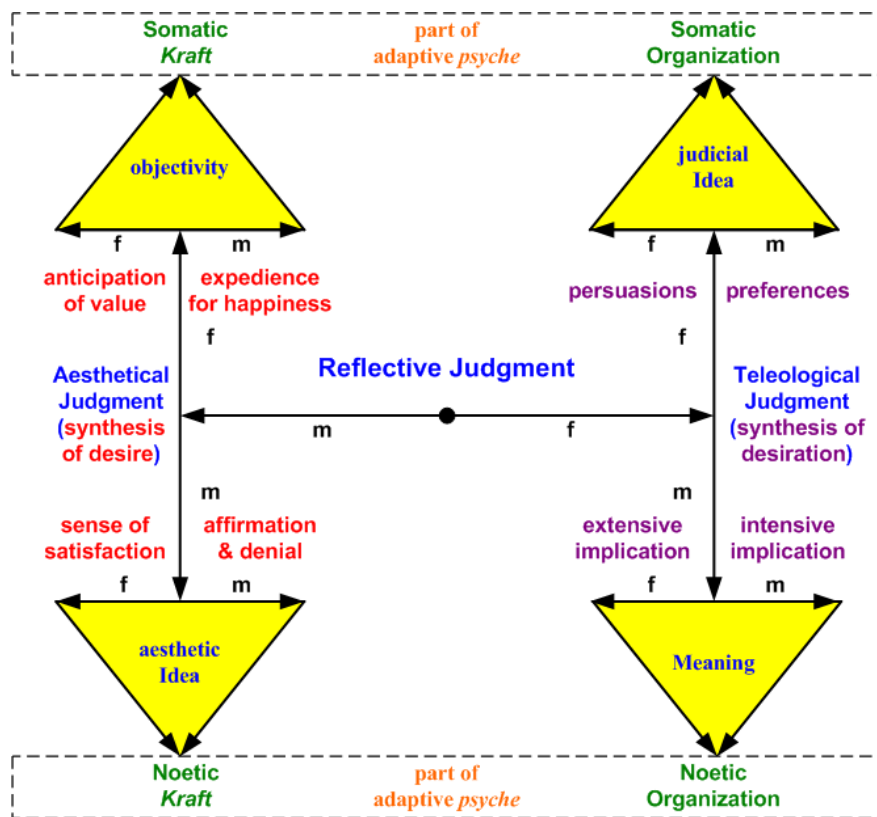 Somatic
Kraft
part of
adaptive psyche
Somatic
Organization
objectivity
judicial
Idea
f
m
f
m
anticipation
of value
expedience
for happiness
persuasions
preferences
f
f
Reflective Judgment
Aesthetical
Judgment
(synthesis
of desire)
Teleological
Judgment
(synthesis of
desiration)
m
f
m
m
sense of
satisfaction
affirmation
& denial
extensive
implication
intensive
implication
f
m
f
m
aesthetic
Idea
Meaning
Noetic
Kraft
part of
adaptive psyche
Noetic
Organization